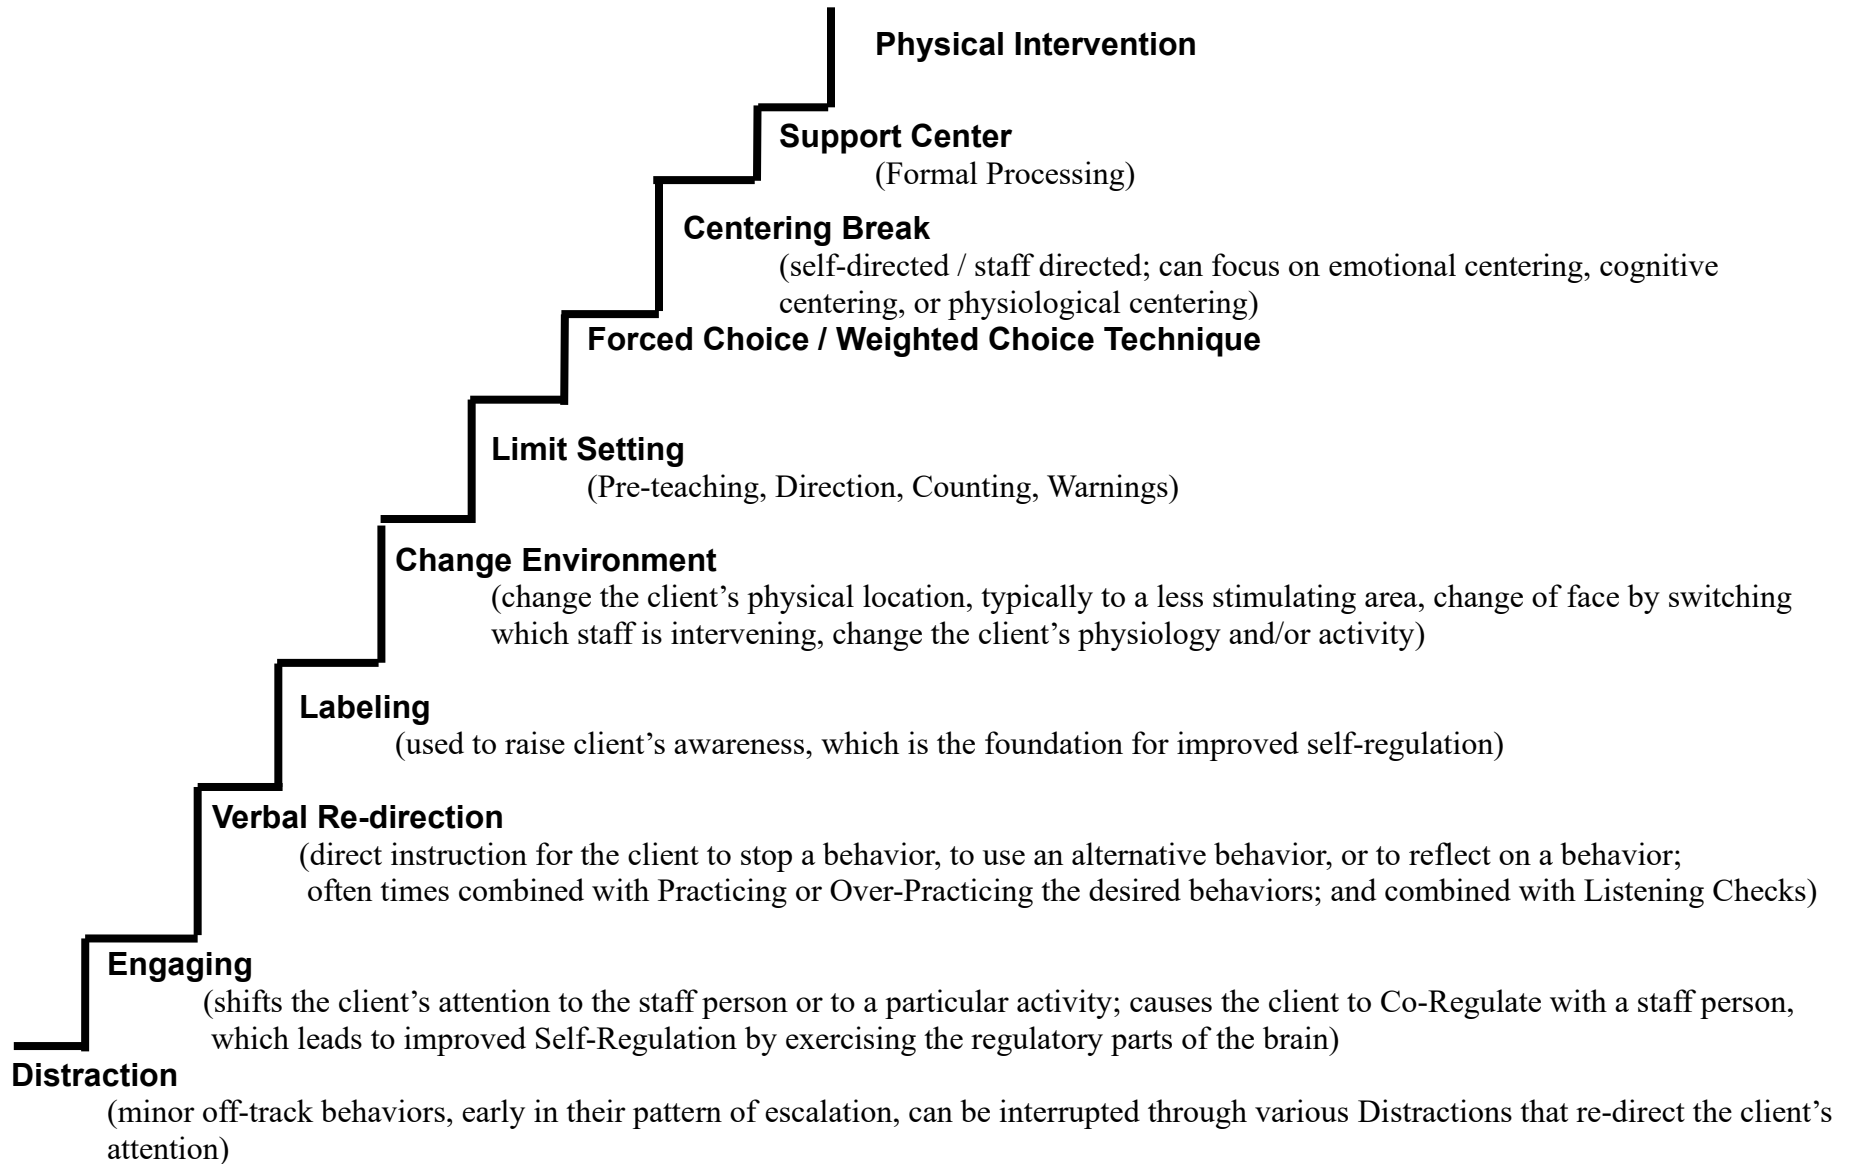 Physical Intervention
Support Center
(Formal Processing)
Centering Break
(self-directed / staff directed; can focus on emotional centering, cognitive
centering, or physiological centering)
Forced Choice / Weighted Choice Technique
Limit Setting
(Pre-teaching, Direction, Counting, Warnings)
Change Environment
(change the client’s physical location, typically to a less stimulating area, change of face by switching
which staff is intervening, change the client’s physiology and/or activity)
Labeling
(used to raise client’s awareness, which is the foundation for improved self-regulation)
Verbal Re-direction
(direct instruction for the client to stop a behavior, to use an alternative behavior, or to reflect on a behavior;
often times combined with Practicing or Over-Practicing the desired behaviors; and combined with Listening Checks)
Engaging
(shifts the client’s attention to the staff person or to a particular activity; causes the client to Co-Regulate with a staff person,
which leads to improved Self-Regulation by exercising the regulatory parts of the brain)
Distraction
(minor off-track behaviors, early in their pattern of escalation, can be interrupted through various Distractions that re-direct the client’s
attention)